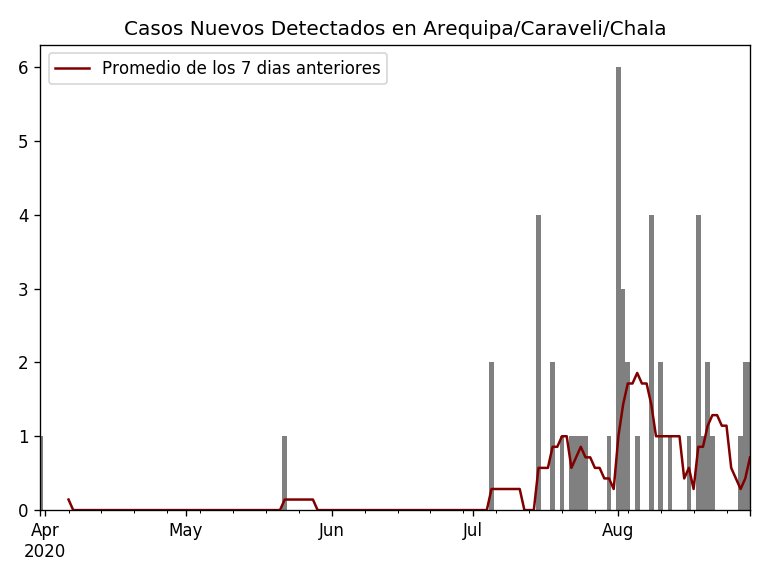 Casos Nuevos Detectados en Arequipa/Caraveli/Chala
Promedio de los 7 dias anteriores
6
5
4
3
2
1
0
Apr May Jun Jul Aug
2020